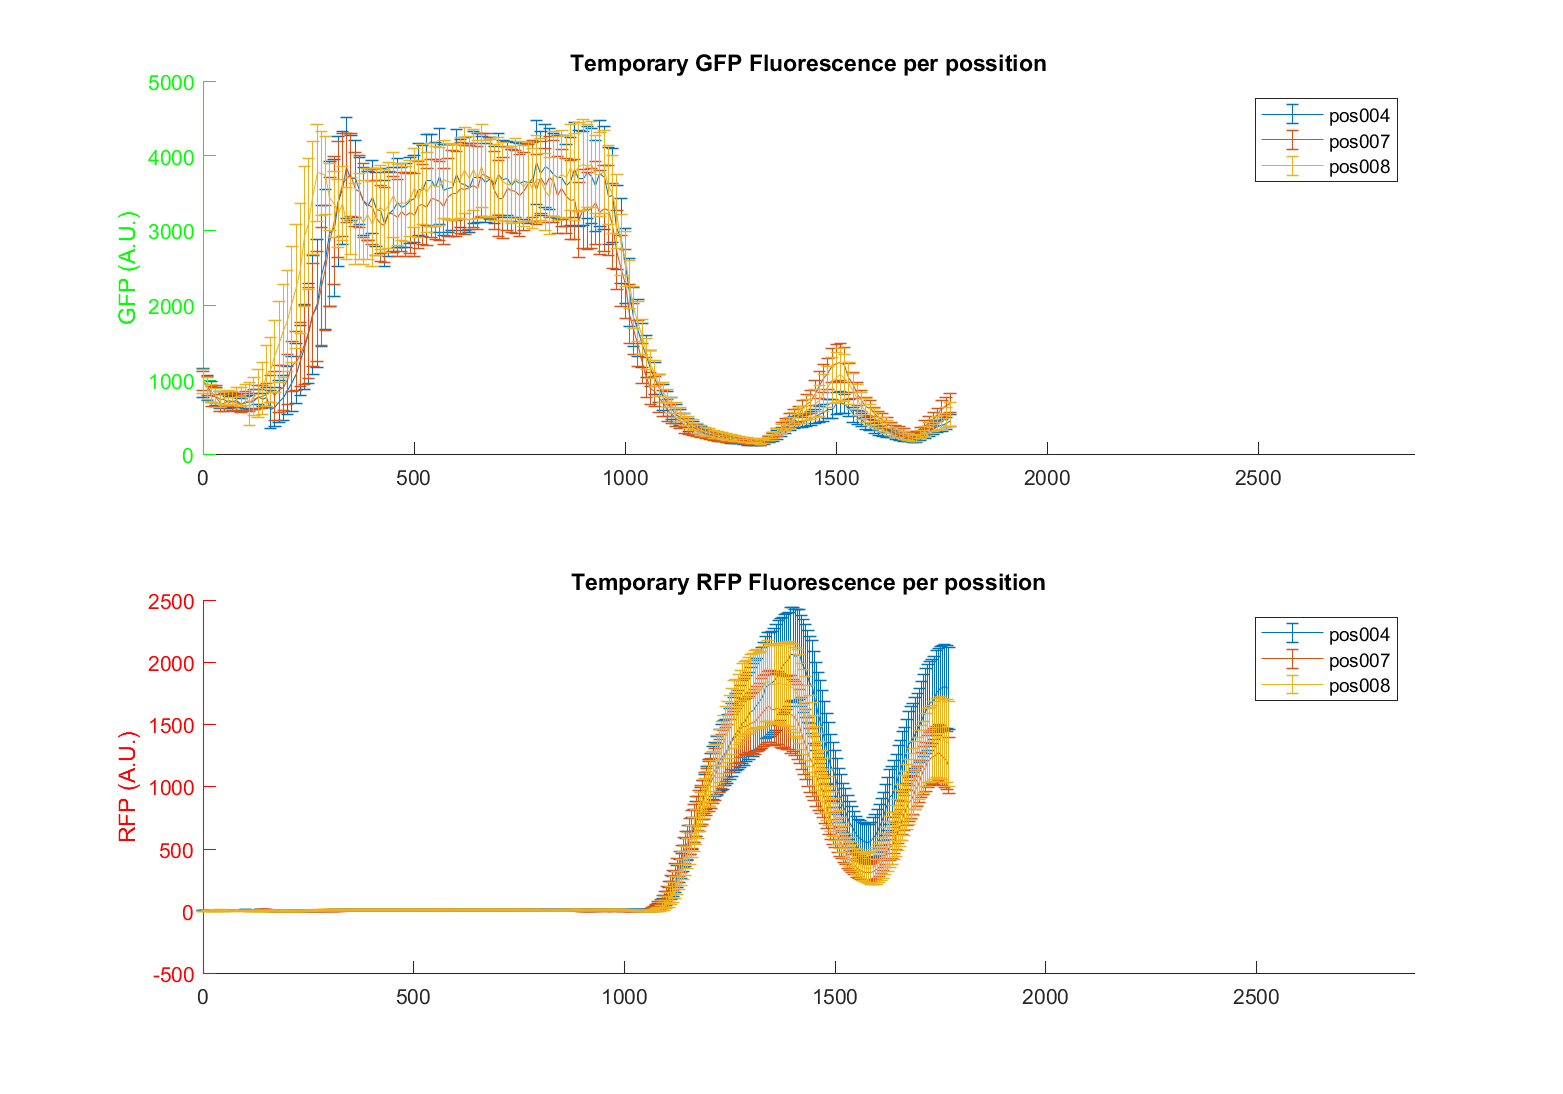 Temporary GFP Fluorescence per possition
5000
4000
3000
2000
1000
0
GFP (A.U.)
0 500 1000 1500 2000 2500
pos004
pos007
pos008
Temporary RFP Fluorescence per possition
2500
2000
1500
1000
500
0
-500
RFP (A.U.)
0 500 1000 1500 2000 2500
pos004
pos007
pos008